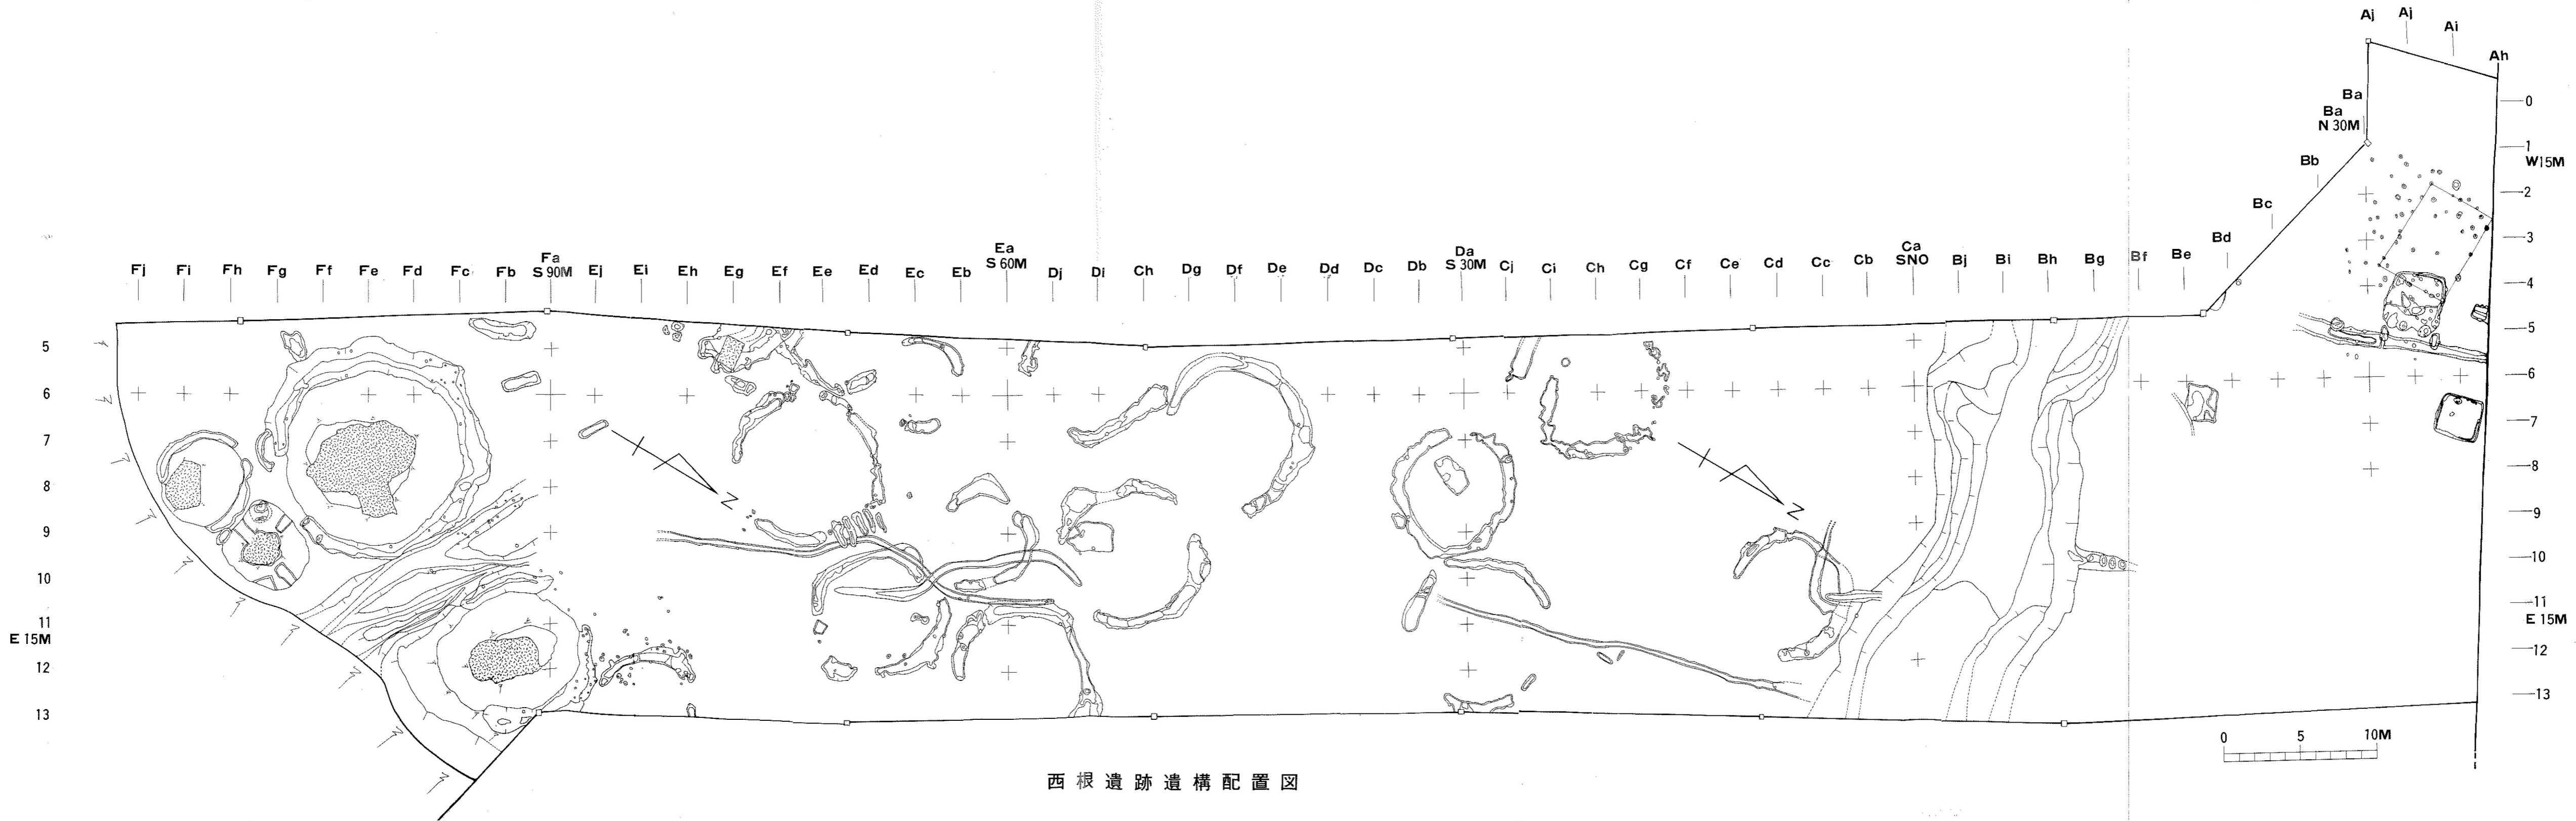 Aj Aj Ai Ah
Ba
Ba
N 30M
Bb
Bc
Bd
Fj Fi Fh Fg Ff Fe Fd Fc Fb Fa S 90M Ej Ei Eh Eg Ef Ee Ed Ec Eb Ea S 60M Dj Di Ch Dg Df De Dd Dc Db Da S 30M Cj Ci Ch Cg Cf Ce Cd Cc Cb Ca SNO Bj Bi Bh Bg Bf Be
0
1
W15M
2
3
4
5
6
7
8
9
10
11
E 15M
12
13
5
6
7
8
9
10
11
E 15M
12
13
N
N
0 5 10M
西根遺跡遺構配置図